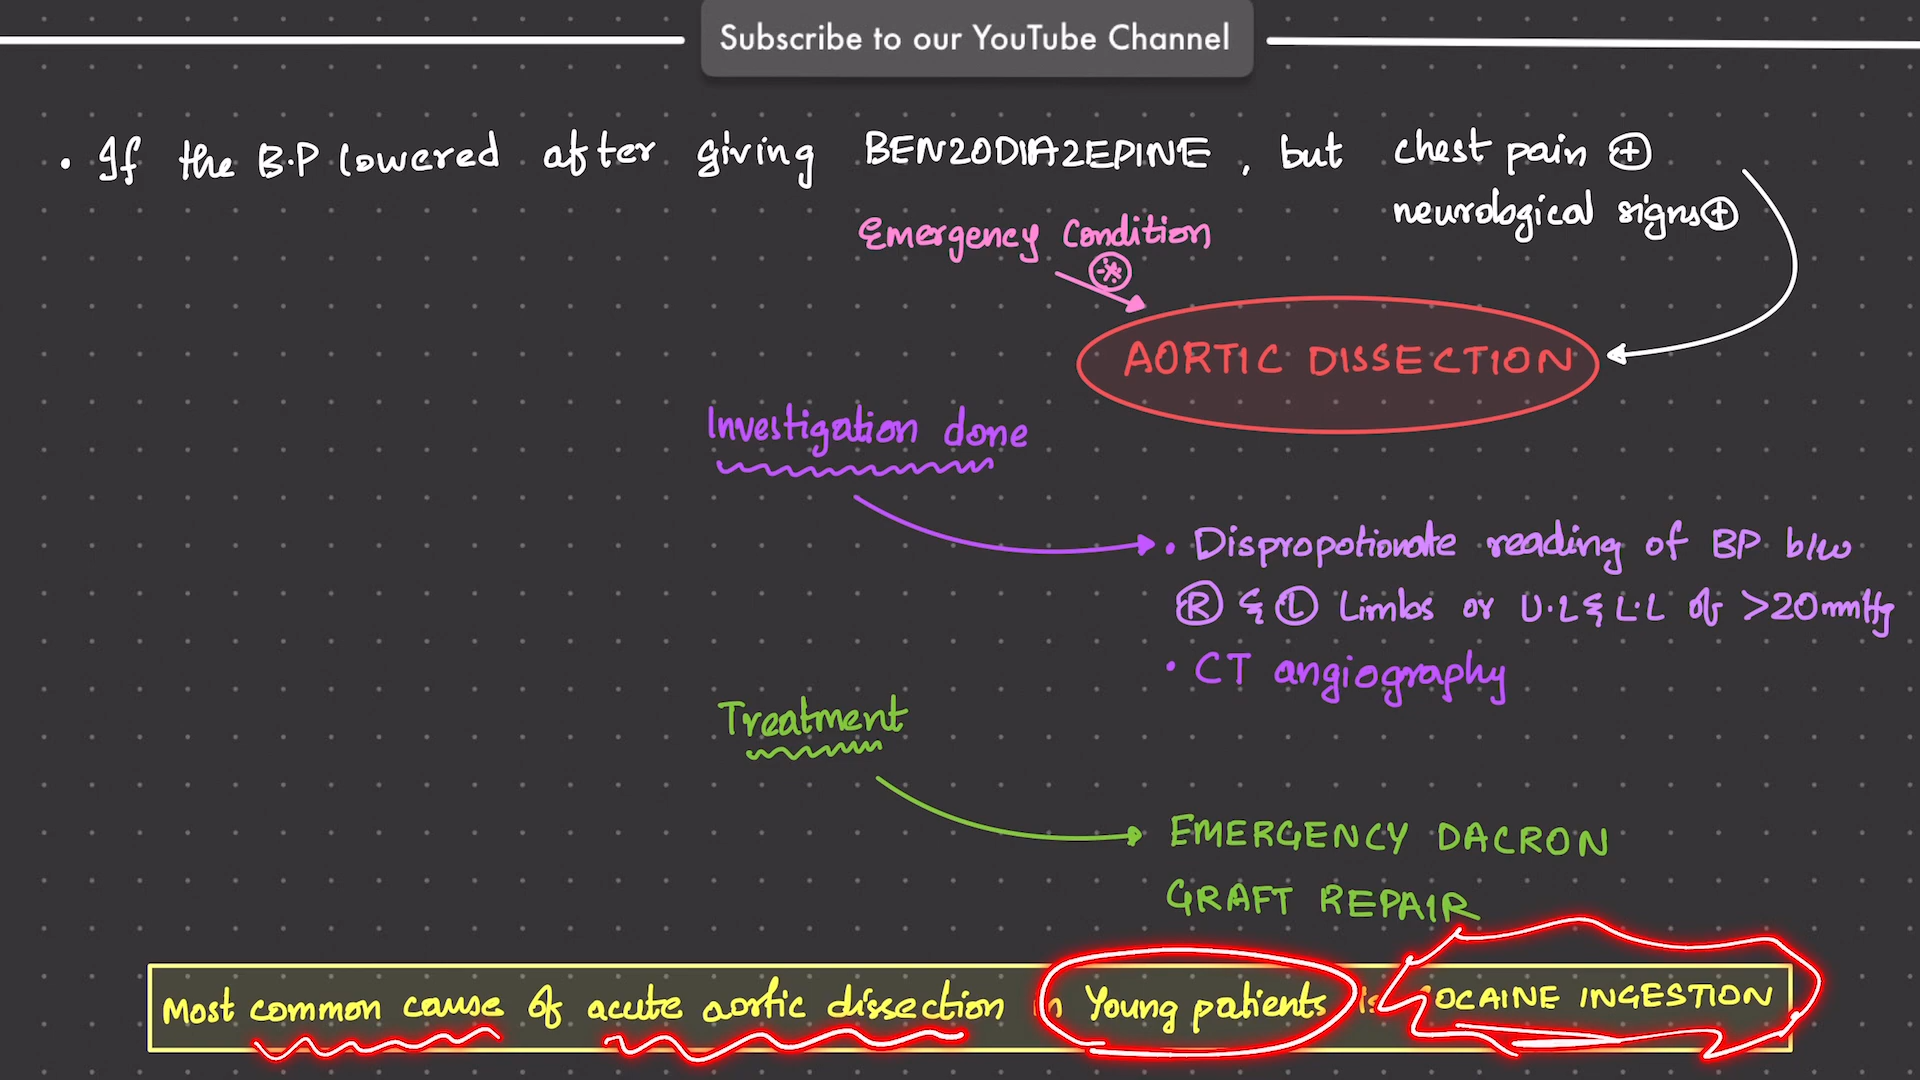 Subscribe to our YouTube Channel
• If the B.P lowered after giving BENZODIAZEPINE, but chest pain ⊕
neurological signs ⊕
Emergency Condition
AORTIC DISSECTION
Investigation done
• Dispropotionate reading of BP b/w
Ⓡ & Ⓛ Limbs or U.L & L.L of >20mmHg
• CT angiography
Treatment
EMERGENCY DACRON
GRAFT REPAIR
Most common cause of acute aortic dissection in Young patients is COCAINE INGESTION